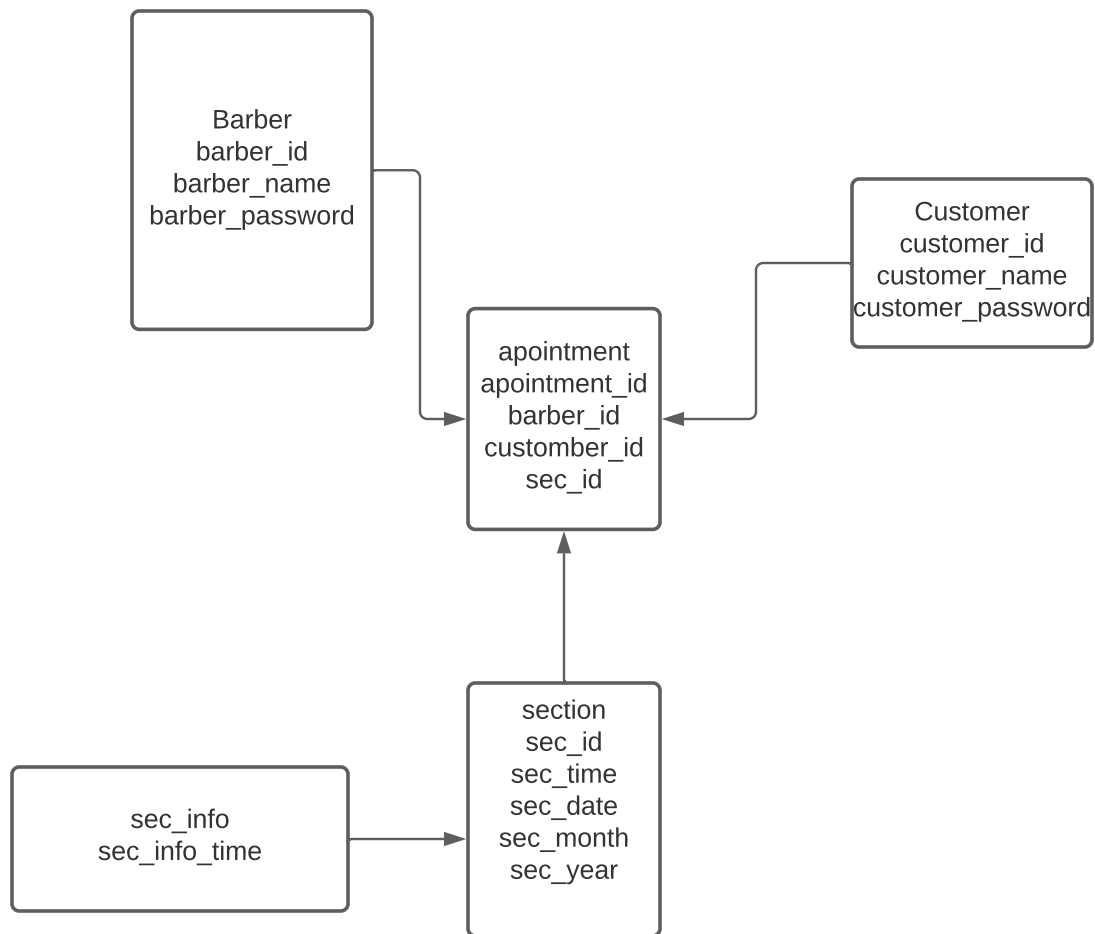 Barber
barber_id
barber_name
barber_password
Customer
customer_id
customer_name
customer_password
apointment
apointment_id
barber_id
customber_id
sec_id
section
sec_id
sec_time
sec_date
sec_month
sec_year
sec_info
sec_info_time